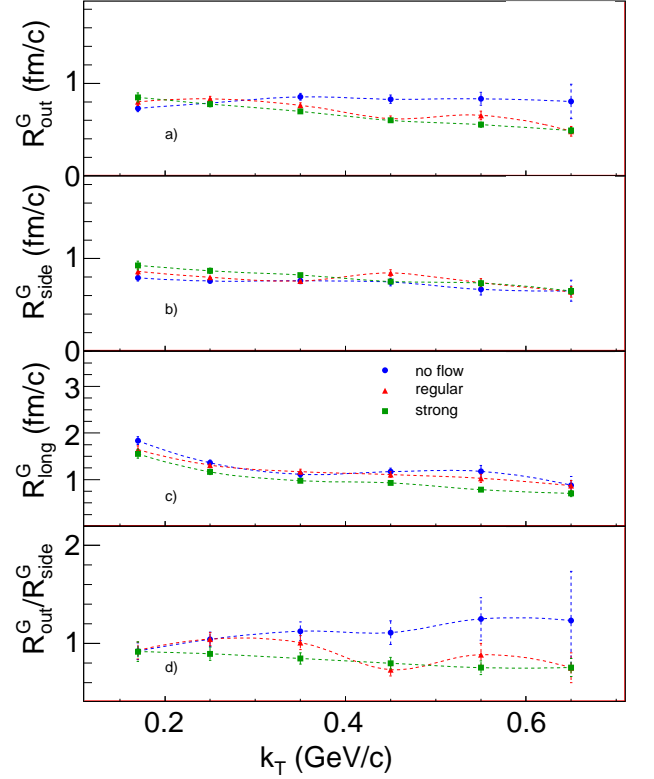 R^G_out (fm/c)
1
0
a)
R^G_side (fm/c)
1
0
b)
R^G_long (fm/c)
3
2
1
no flow
regular
strong
c)
R^G_out/R^G_side
2
1
d)
0.2 0.4 0.6
k_T (GeV/c)